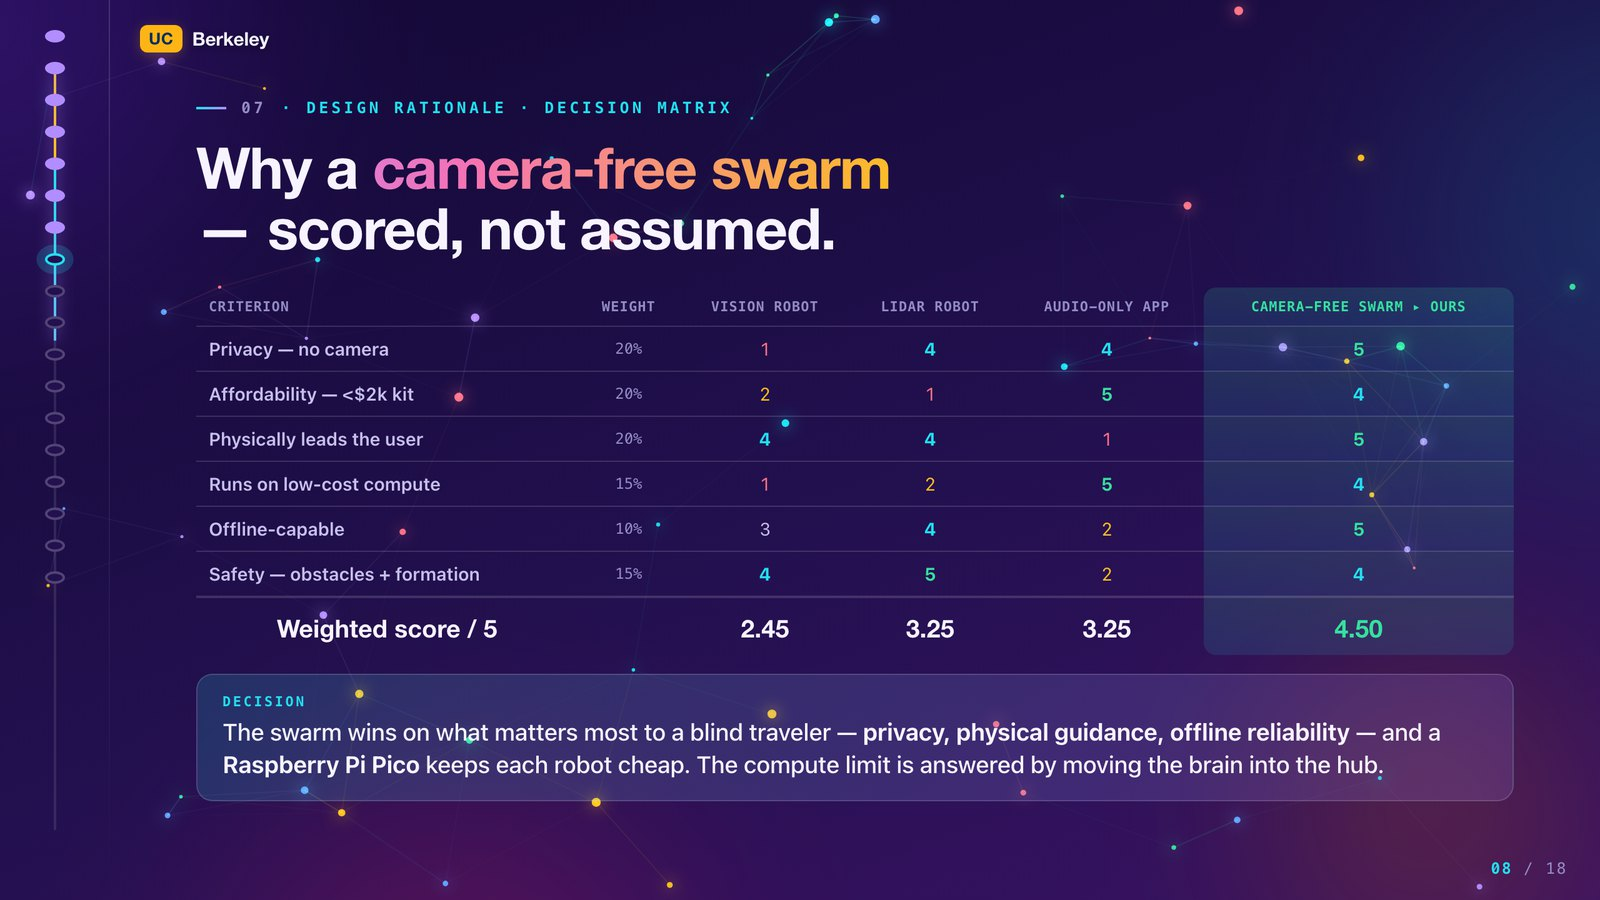 UC Berkeley
07 · DESIGN RATIONALE · DECISION MATRIX
Why a camera-free swarm
— scored, not assumed.
CRITERION WEIGHT VISION ROBOT LIDAR ROBOT AUDIO-ONLY APP CAMERA-FREE SWARM ▸ OURS
Privacy — no camera 20% 1 4 4 5
Affordability — <$2k kit 20% 2 1 5 4
Physically leads the user 20% 4 4 1 5
Runs on low-cost compute 15% 1 2 5 4
Offline-capable 10% 3 4 2 5
Safety — obstacles + formation 15% 4 5 2 4
Weighted score / 5 2.45 3.25 3.25 4.50
DECISION
The swarm wins on what matters most to a blind traveler — privacy, physical guidance, offline reliability — and a
Raspberry Pi Pico keeps each robot cheap. The compute limit is answered by moving the brain into the hub.
08 / 18